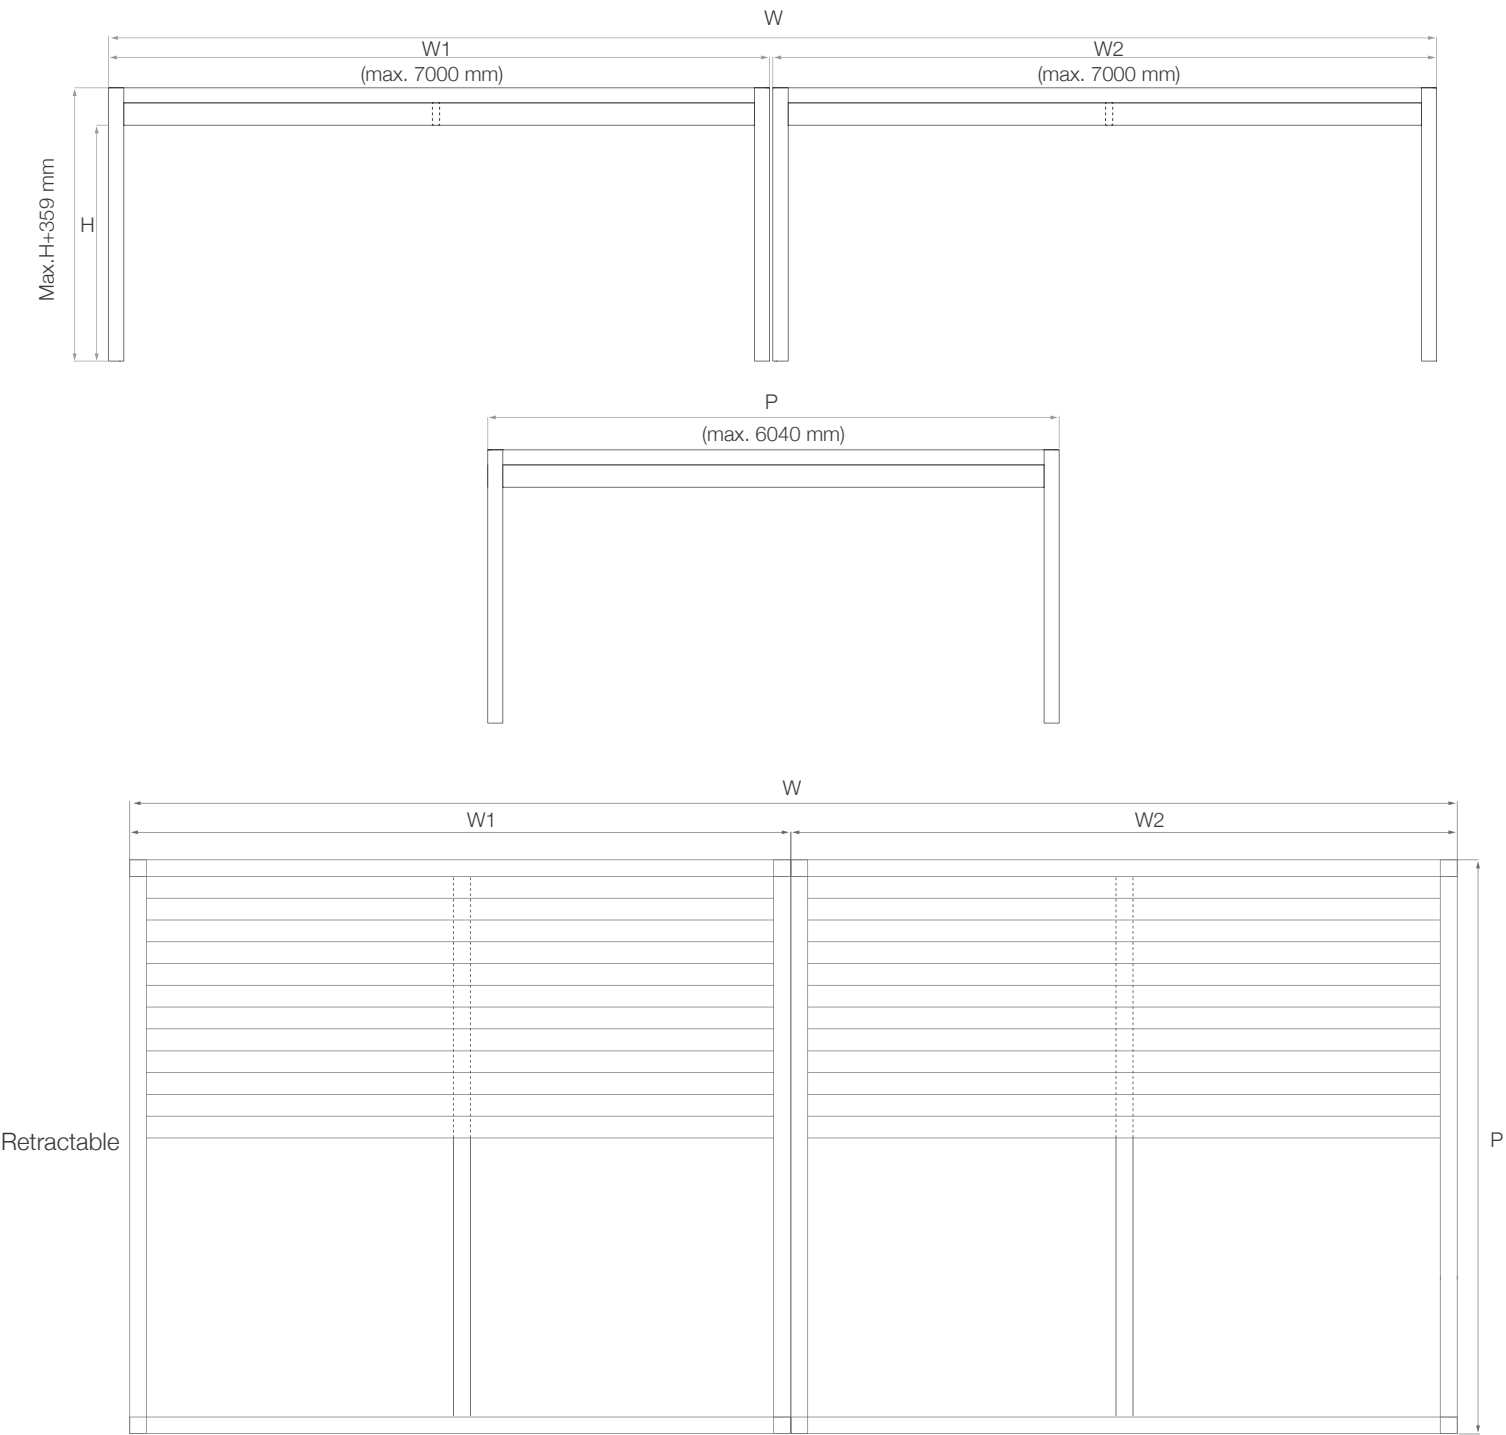 W
W1
W2
(max. 7000 mm)
(max. 7000 mm)
Max.H+359 mm
H
P
(max. 6040 mm)
W
W1
W2
Retractable
P